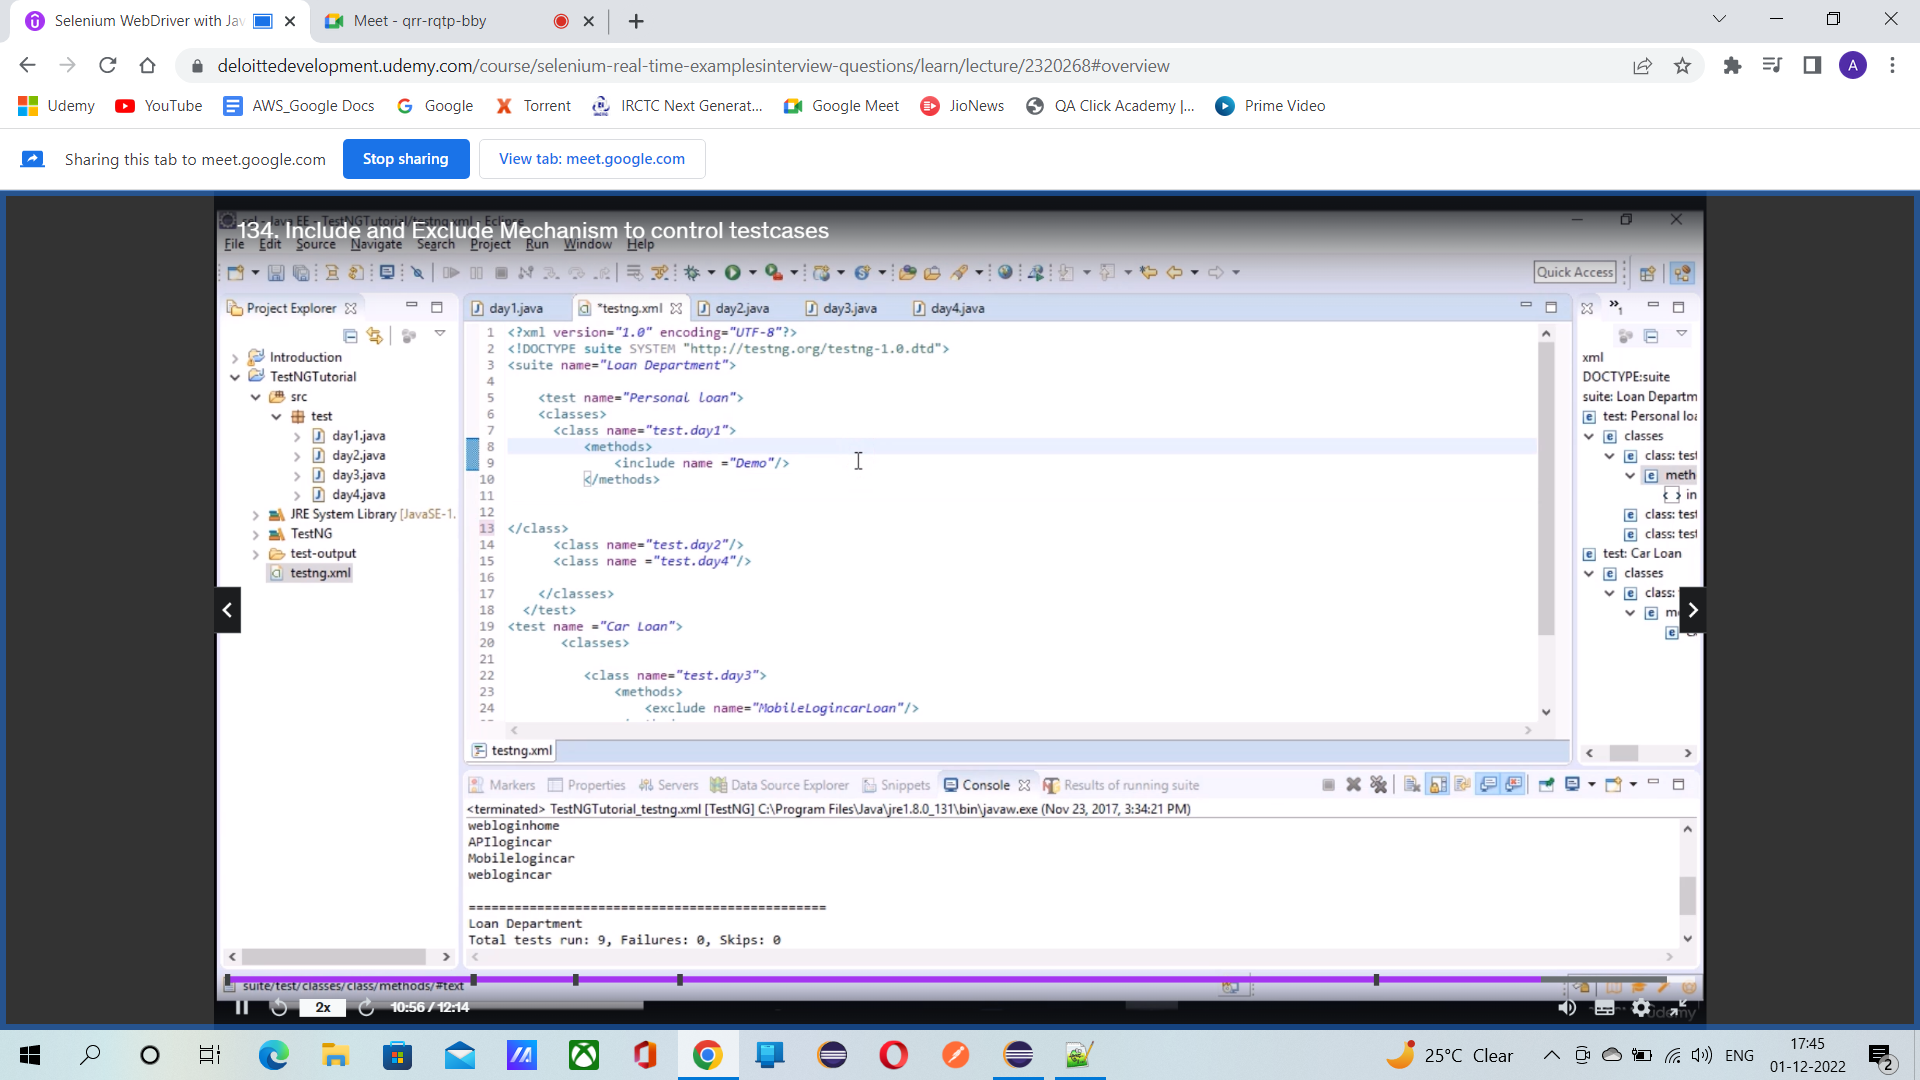 Selenium WebDriver with Jav
Meet - qrr-rqtp-bby
deloittedevelopment.udemy.com/course/selenium-real-time-examplesinterview-questions/learn/lecture/2320268#overview
A
Udemy YouTube AWS_Google Docs Google Torrent IRCTC Next Generat... Google Meet JioNews QA Click Academy |... Prime Video
Sharing this tab to meet.google.com Stop sharing View tab: meet.google.com
134. Include and Exclude Mechanism to control testcases
File Edit Source Navigate Search Project Run Window Help
Quick Access
Project Explorer
day1.java *testng.xml day2.java day3.java day4.java
Introduction
TestNGTutorial
src
test
day1.java
day2.java
day3.java
day4.java
JRE System Library [JavaSE-1.
TestNG
test-output
testng.xml
1 <?xml version="1.0" encoding="UTF-8"?>
2 <!DOCTYPE suite SYSTEM "http://testng.org/testng-1.0.dtd">
3 <suite name="Loan Department">
4
5 <test name="Personal loan">
6 <classes>
7 <class name="test.day1">
8 <methods>
9 <include name ="Demo"/>
10 </methods>
11
12
13 </class>
14 <class name="test.day2"/>
15 <class name ="test.day4"/>
16
17 </classes>
18 </test>
19 <test name ="Car Loan">
20 <classes>
21
22 <class name="test.day3">
23 <methods>
24 <exclude name="MobileLogincarLoan"/>
xml
DOCTYPE:suite
suite: Loan Departm
test: Personal loa
classes
class: test
meth
in
class: test
class: test
test: Car Loan
classes
class:
m
testng.xml
Markers Properties Servers Data Source Explorer Snippets Console Results of running suite
<terminated> TestNGTutorial_testng.xml [TestNG] C:\Program Files\Java\jre1.8.0_131\bin\javaw.exe (Nov 23, 2017, 3:34:21 PM)
webloginhome
APIlogincar
Mobilelogincar
weblogincar
===============================================
Loan Department
Total tests run: 9, Failures: 0, Skips: 0
suite/test/classes/class/methods/#text
2x 10:56 / 12:14
udemy
25°C Clear
ENG
17:45
01-12-2022
2